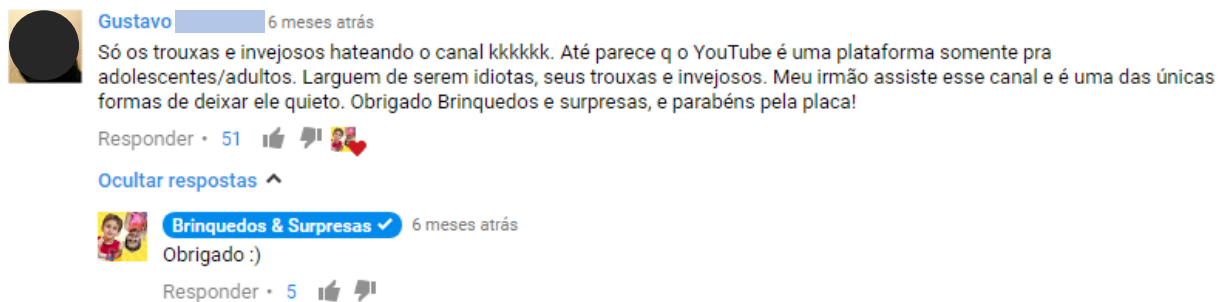 Gustavo 6 meses atrás
Só os trouxas e invejosos hateando o canal kkkkkk. Até parece q o YouTube é uma plataforma somente pra
adolescentes/adultos. Larguem de serem idiotas, seus trouxas e invejosos. Meu irmão assiste esse canal e é uma das únicas
formas de deixar ele quieto. Obrigado Brinquedos e surpresas, e parabéns pela placa!
Responder • 51
Ocultar respostas
Brinquedos & Surpresas 6 meses atrás
Obrigado :)
Responder • 5